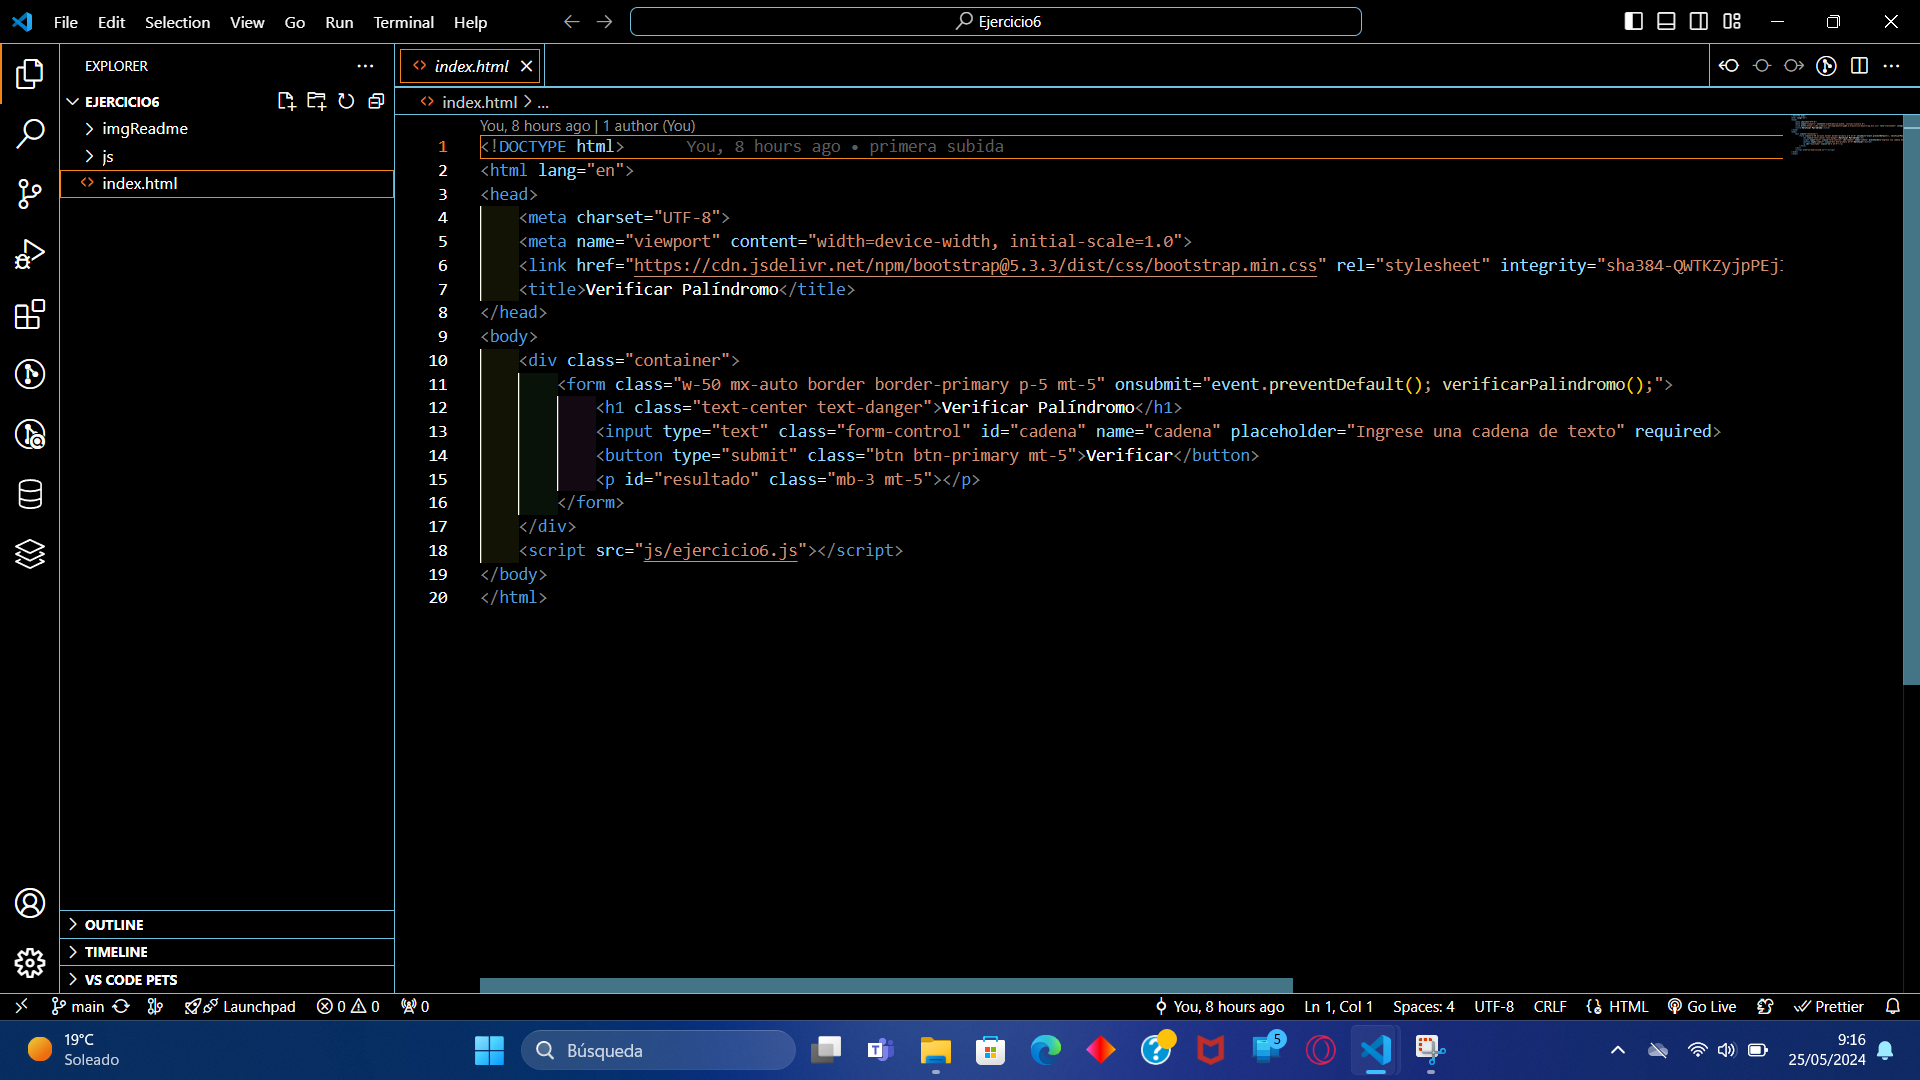 File Edit Selection View Go Run Terminal Help
Ejercicio6
EXPLORER
EJERCICIO6
imgReadme
js
index.html
index.html
index.html > ...
You, 8 hours ago | 1 author (You)
1 <!DOCTYPE html> You, 8 hours ago • primera subida
2 <html lang="en">
3 <head>
4 <meta charset="UTF-8">
5 <meta name="viewport" content="width=device-width, initial-scale=1.0">
6 <link href="https://cdn.jsdelivr.net/npm/bootstrap@5.3.3/dist/css/bootstrap.min.css" rel="stylesheet" integrity="sha384-QWTKZyjpPEj
7 <title>Verificar Palíndromo</title>
8 </head>
9 <body>
10 <div class="container">
11 <form class="w-50 mx-auto border border-primary p-5 mt-5" onsubmit="event.preventDefault(); verificarPalindromo();">
12 <h1 class="text-center text-danger">Verificar Palíndromo</h1>
13 <input type="text" class="form-control" id="cadena" name="cadena" placeholder="Ingrese una cadena de texto" required>
14 <button type="submit" class="btn btn-primary mt-5">Verificar</button>
15 <p id="resultado" class="mb-3 mt-5"></p>
16 </form>
17 </div>
18 <script src="js/ejercicio6.js"></script>
19 </body>
20 </html>
OUTLINE
TIMELINE
VS CODE PETS
main Launchpad 0 0 0 You, 8 hours ago Ln 1, Col 1 Spaces: 4 UTF-8 CRLF HTML Go Live Prettier
19°C
Soleado
Búsqueda
5
9:16
25/05/2024